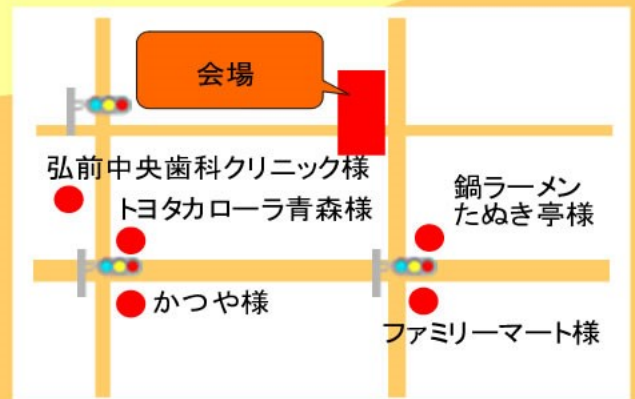 会場
弘前中央歯科クリニック様
トヨタカローラ青森様
鍋ラーメン
たぬき亭様
かつや様
ファミリーマート様